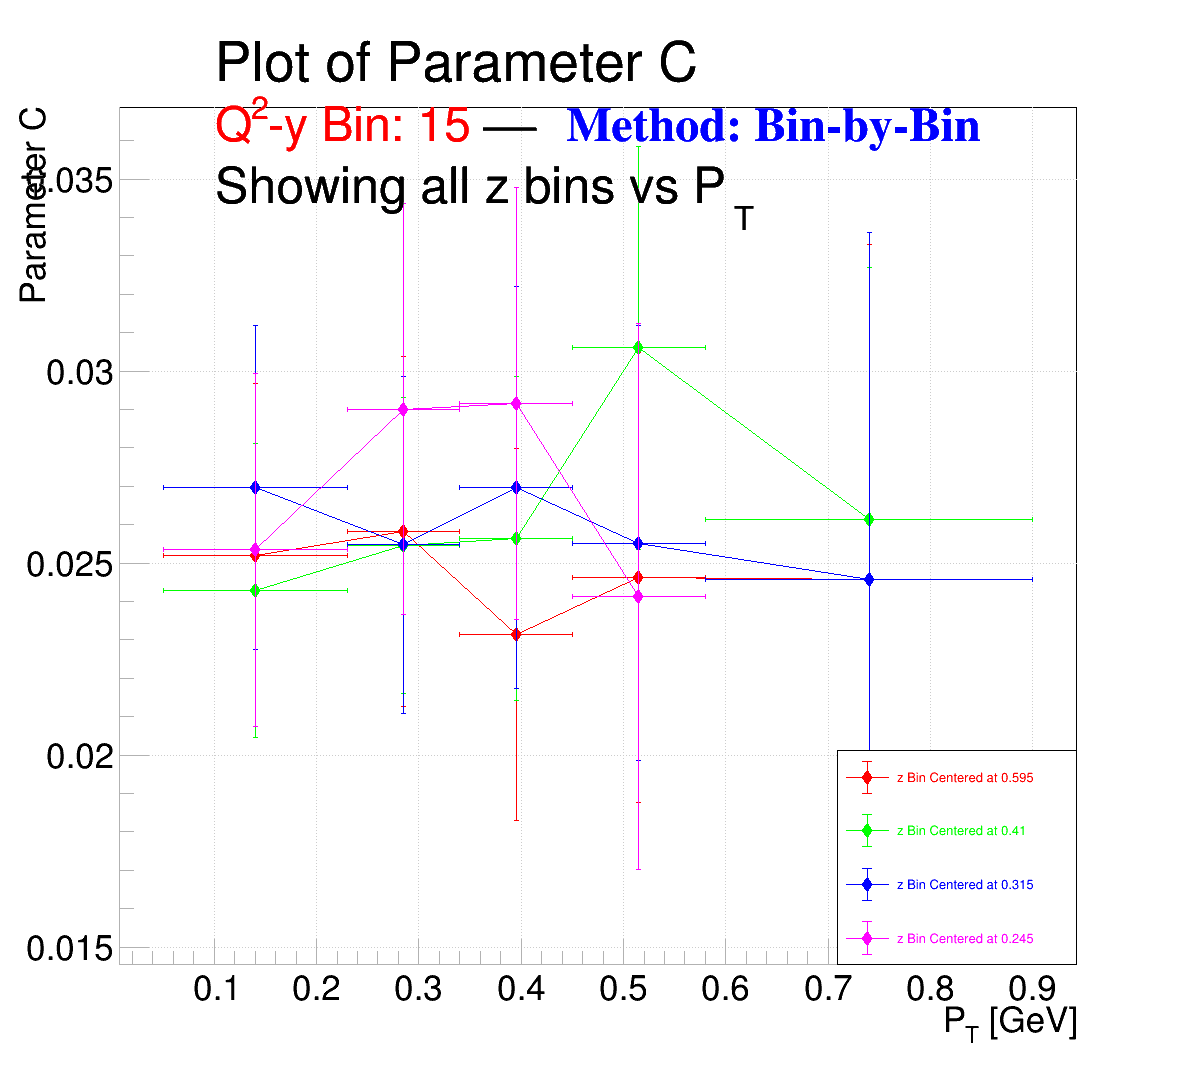 Plot of Parameter C
Q²-y Bin: 15 — Method: Bin-by-Bin
Showing all z bins vs P_T
Parameter C
0.035
0.03
0.025
0.02
0.015
0.1 0.2 0.3 0.4 0.5 0.6 0.7 0.8 0.9
P_T [GeV]
z Bin Centered at 0.595
z Bin Centered at 0.41
z Bin Centered at 0.315
z Bin Centered at 0.245